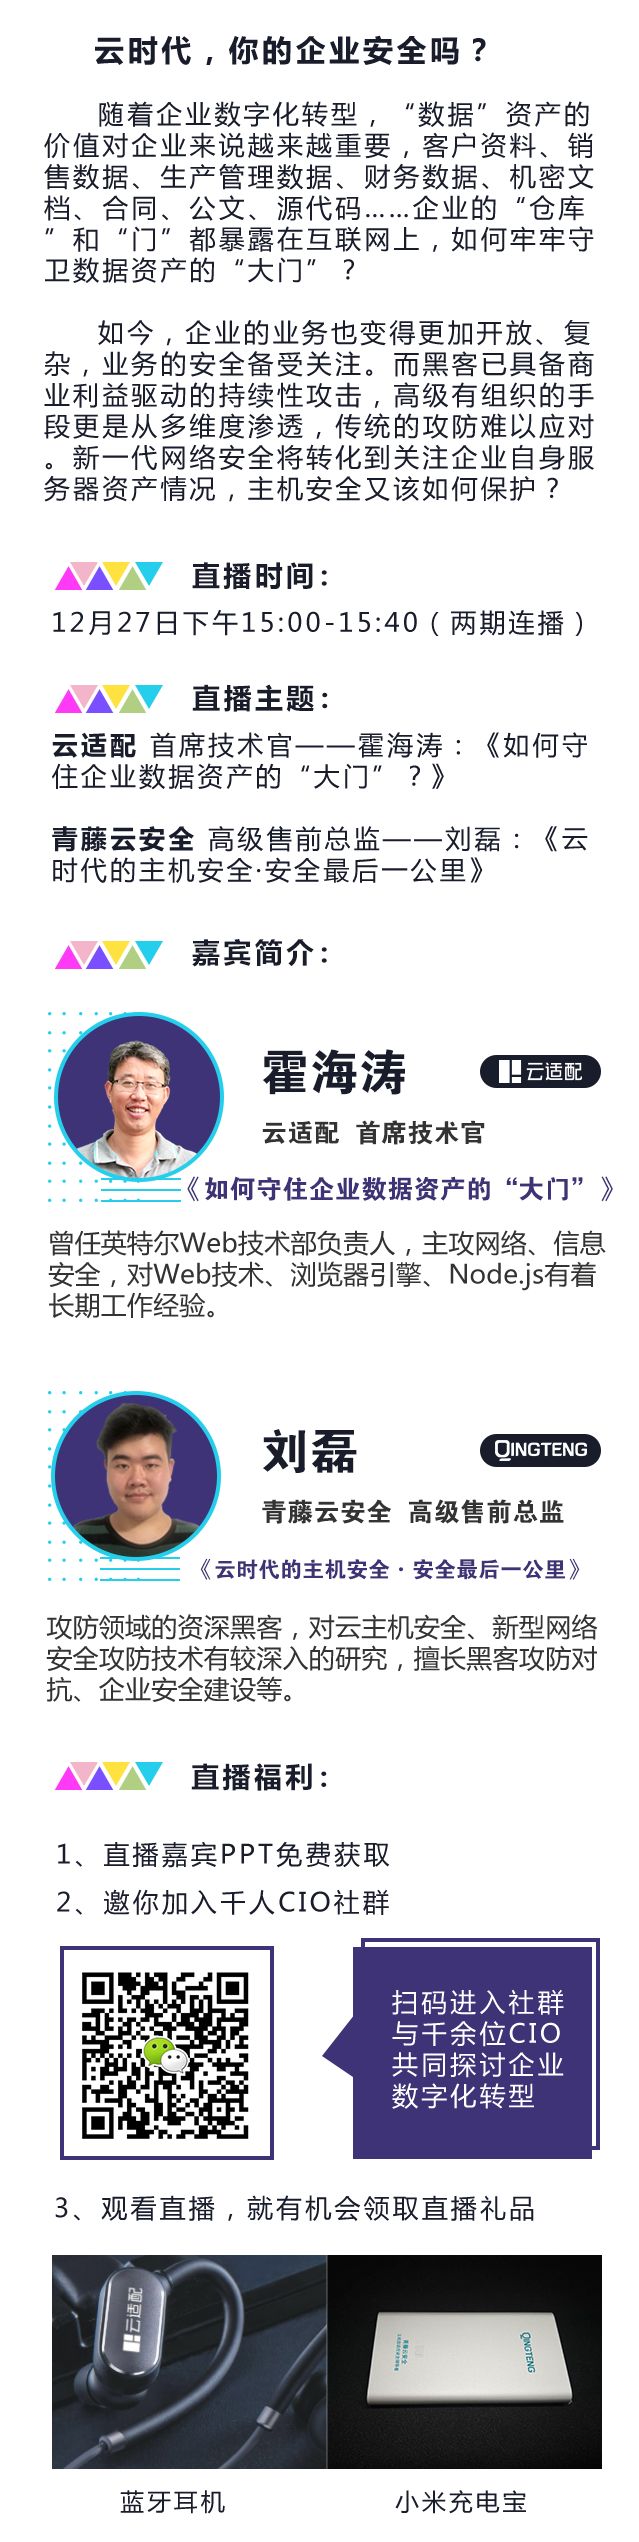 云时代，你的企业安全吗？
随着企业数字化转型，“数据”资产的
价值对企业来说越来越重要，客户资料、销
售数据、生产管理数据、财务数据、机密文
档、合同、公文、源代码……企业的“仓库
”和“门”都暴露在互联网上，如何牢牢守
卫数据资产的“大门”？
如今，企业的业务也变得更加开放、复
杂，业务的安全备受关注。而黑客已具备商
业利益驱动的持续性攻击，高级有组织的手
段更是从多维度渗透，传统的攻防难以应对
。新一代网络安全将转化到关注企业自身服
务器资产情况，主机安全又该如何保护？
直播时间：
12月27日下午15:00-15:40（两期连播）
直播主题：
云适配 首席技术官——霍海涛：《如何守
住企业数据资产的“大门”？》
青藤云安全 高级售前总监——刘磊：《云
时代的主机安全·安全最后一公里》
嘉宾简介：
霍海涛
云适配
云适配 首席技术官
《如何守住企业数据资产的“大门”》
曾任英特尔Web技术部负责人，主攻网络、信息
安全，对Web技术、浏览器引擎、Node.js有着
长期工作经验。
刘磊
QINGTENG
青藤云安全 高级售前总监
《云时代的主机安全·安全最后一公里》
攻防领域的资深黑客，对云主机安全、新型网络
安全攻防技术有较深入的研究，擅长黑客攻防对
抗、企业安全建设等。
直播福利：
1、直播嘉宾PPT免费获取
2、邀你加入千人CIO社群
扫码进入社群
与千余位CIO
共同探讨企业
数字化转型
3、观看直播，就有机会领取直播礼品
云适配
QINGTENG
青藤云安全
蓝牙耳机
小米充电宝